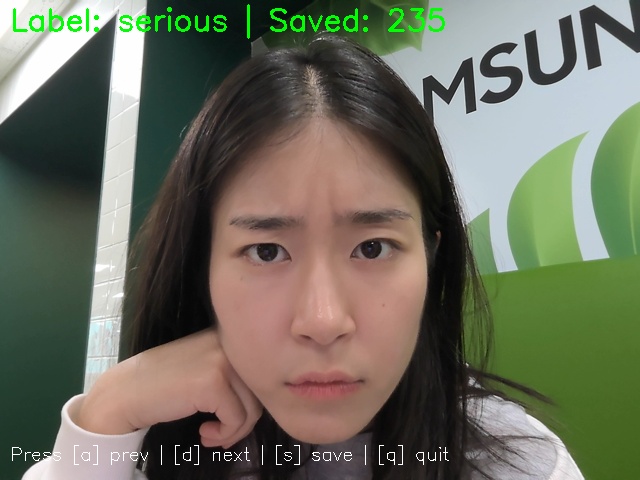 Label: serious | Saved: 235
MSUN
Press [a] prev | [d] next | [s] save | [q] quit